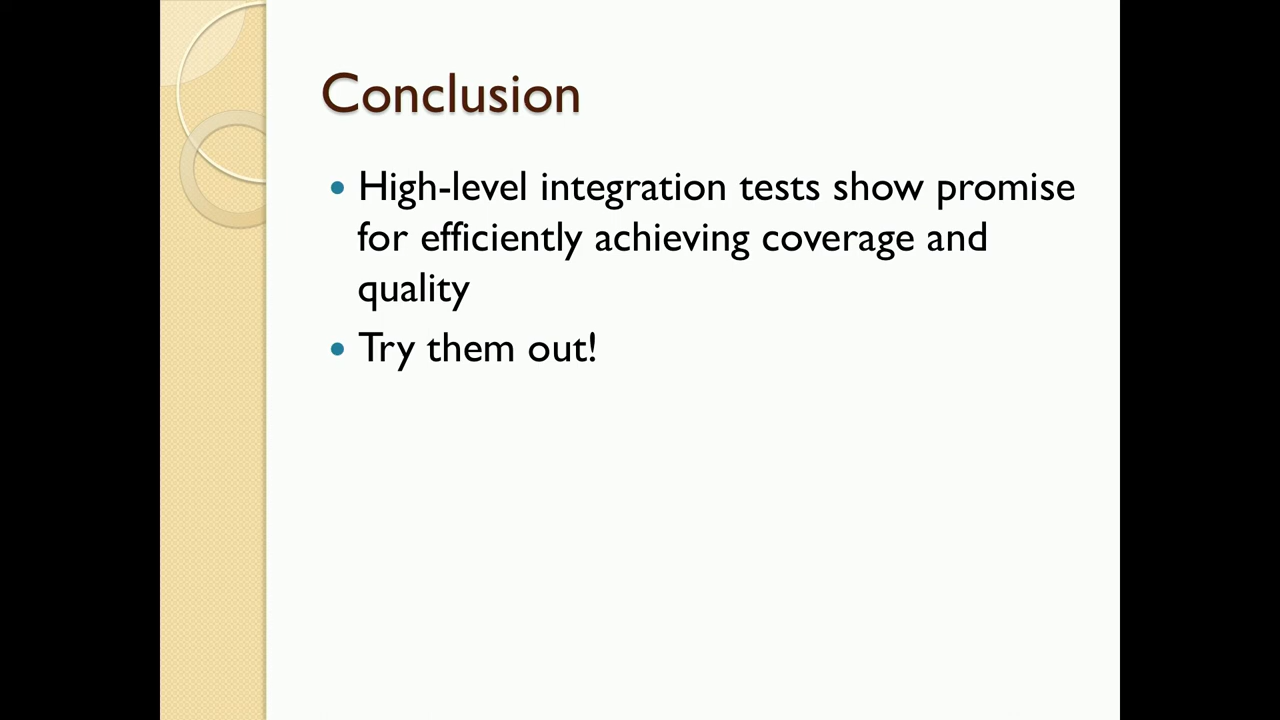 Conclusion
• High-level integration tests show promise
for efficiently achieving coverage and
quality
• Try them out!